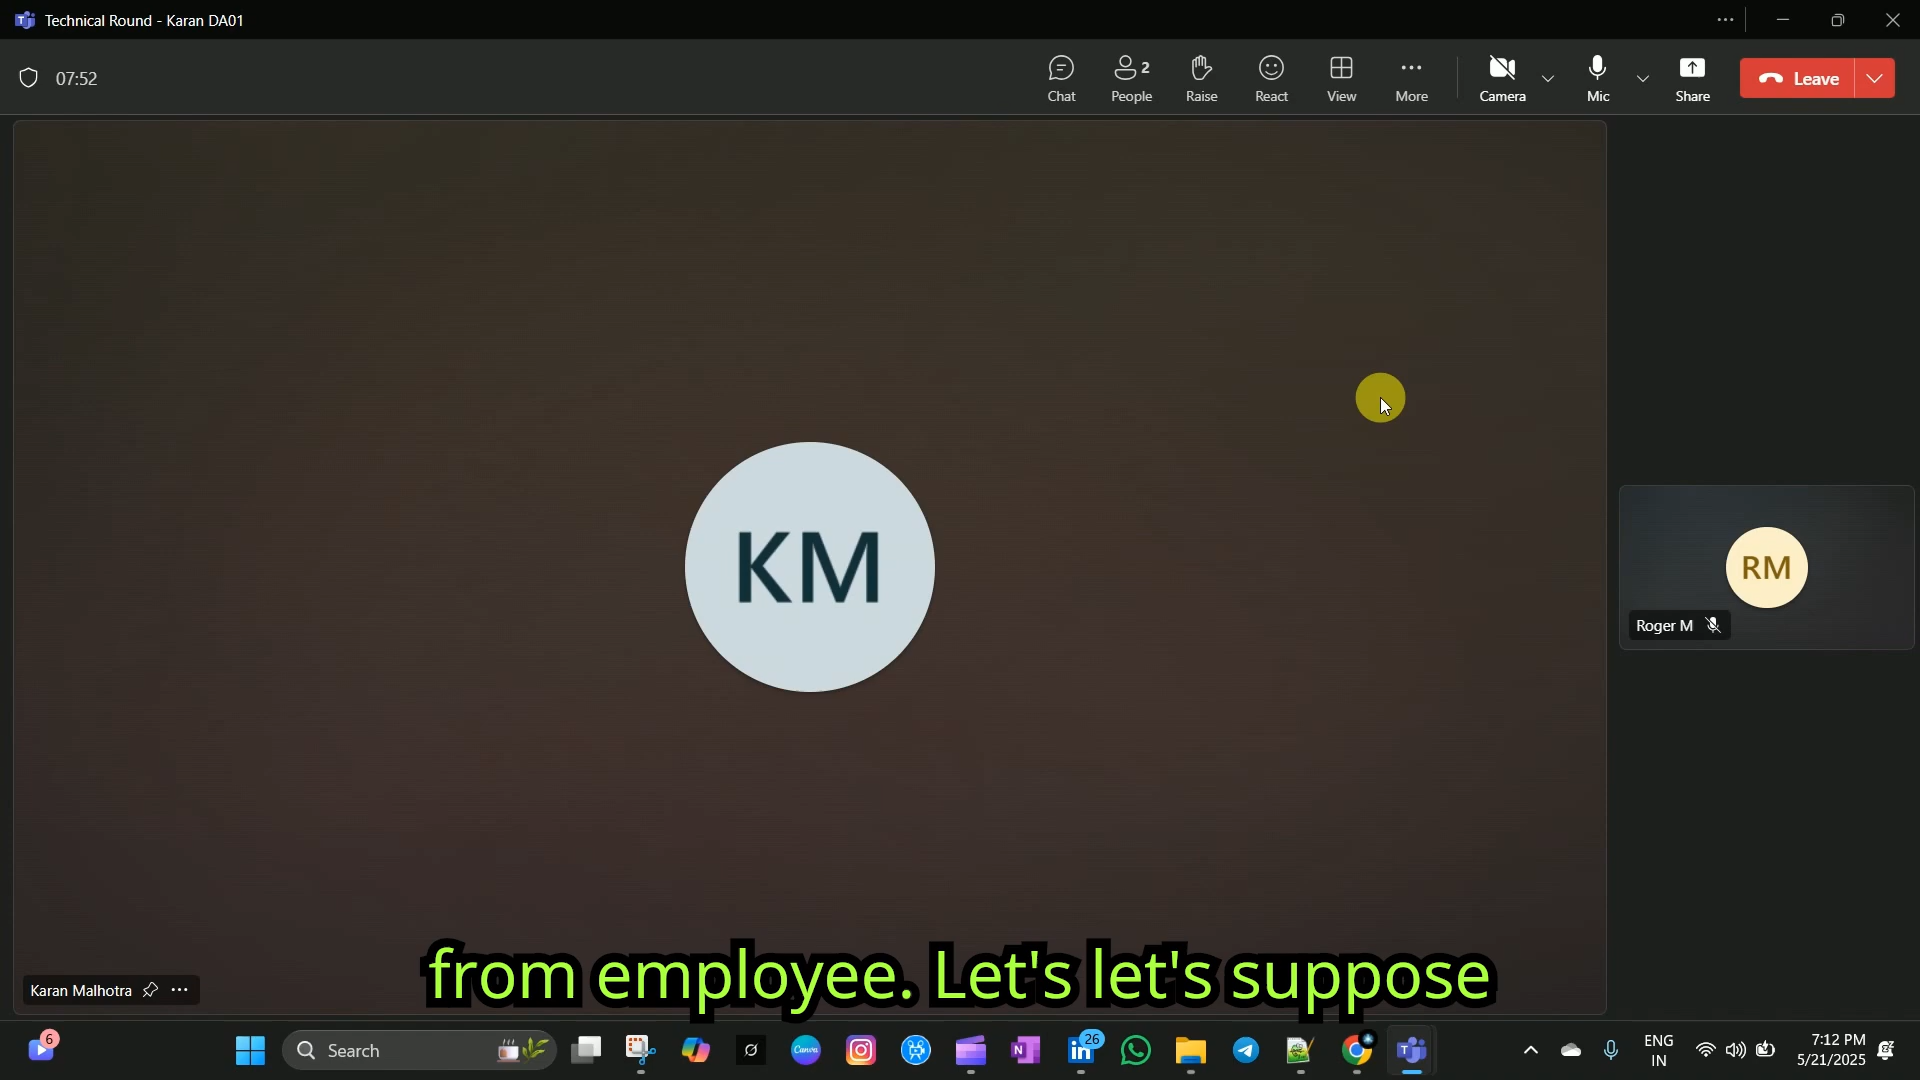 Technical Round - Karan DA01
07:52
Chat
People
2
Raise
React
View
More
Camera
Mic
Share
Leave
KM
RM
Roger M
Karan Malhotra
from employee. Let's let's suppose
6
Search
Canva
N
in
26
T
ENG
IN
7:12 PM
5/21/2025